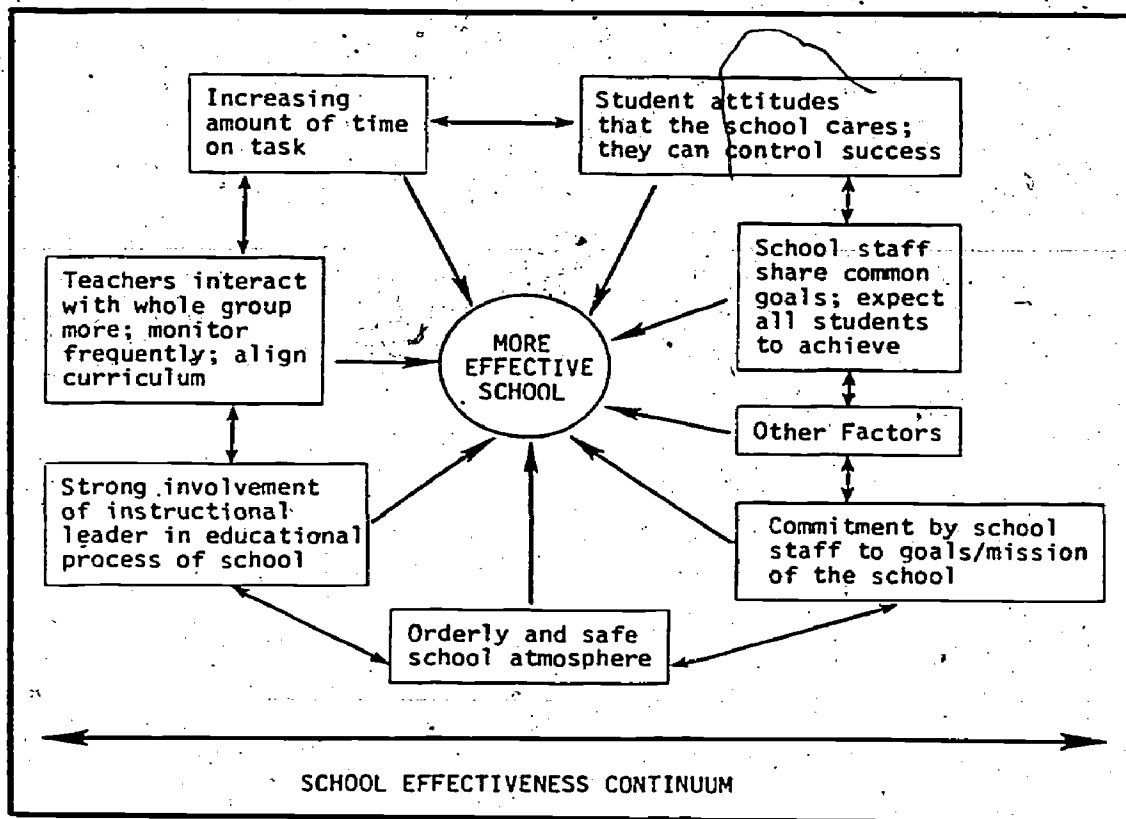 Increasing
amount of time
on task
Student attitudes
that the school cares;
they can control success
Teachers interact
with whole group
more; monitor
frequently; align
curriculum
MORE
EFFECTIVE
SCHOOL
School staff
share common
goals; expect
all students
to achieve
Other Factors
Strong involvement
of instructional
leader in educational
process of school
Commitment by school
staff to goals/mission
of the school
Orderly and safe
school atmosphere
SCHOOL EFFECTIVENESS CONTINUUM